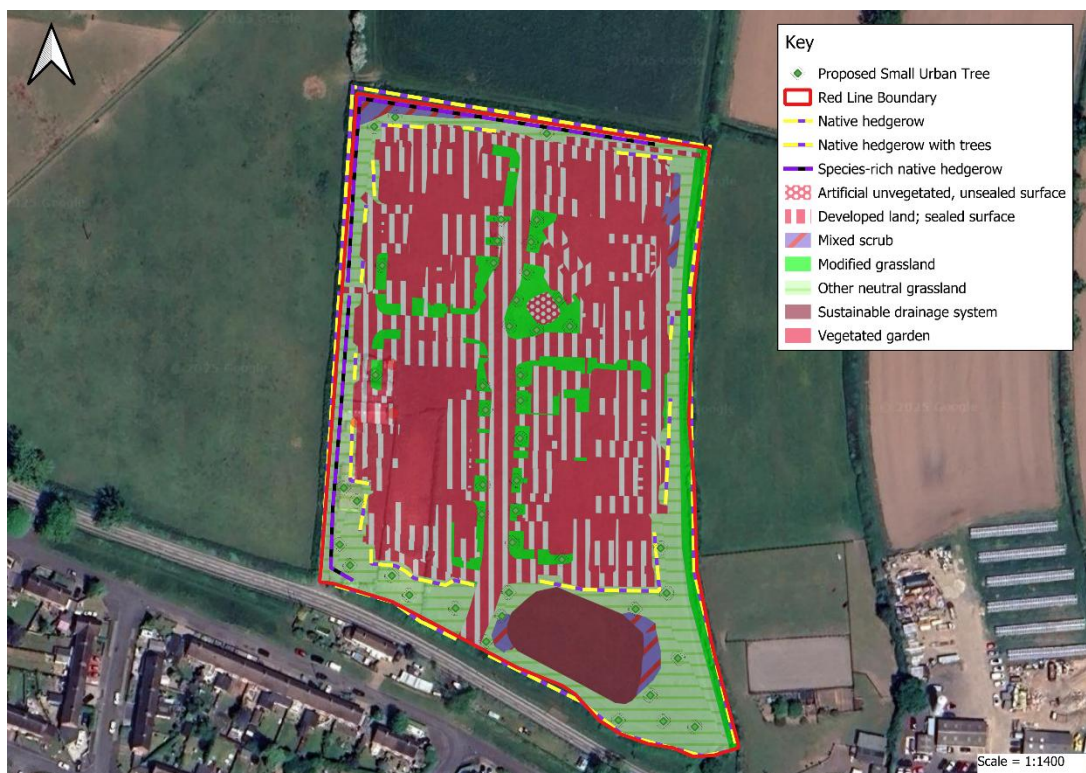 Key
Proposed Small Urban Tree
Red Line Boundary
Native hedgerow
Native hedgerow with trees
Species-rich native hedgerow
Artificial unvegetated, unsealed surface
Developed land; sealed surface
Mixed scrub
Modified grassland
Other neutral grassland
Sustainable drainage system
Vegetated garden
Scale = 1:1400